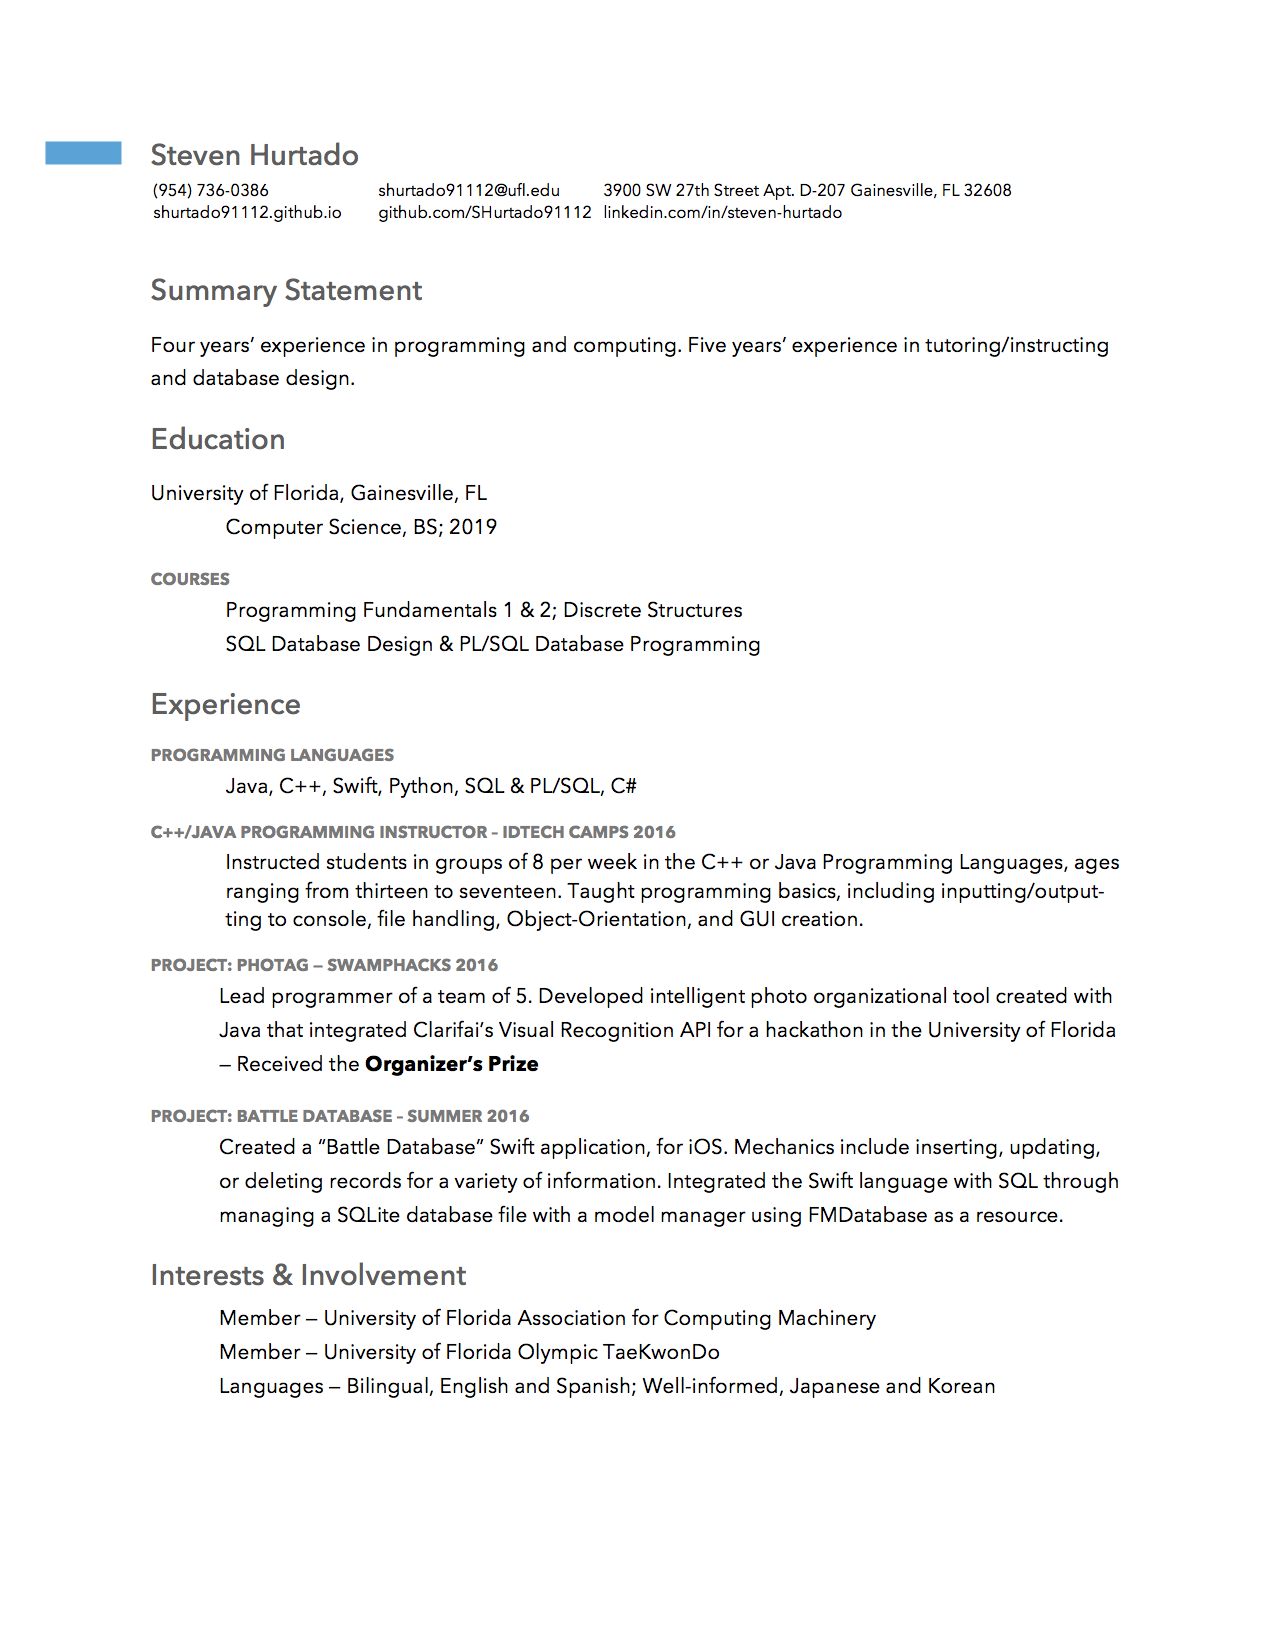 Steven Hurtado
(954) 736-0386 shurtado91112@ufl.edu 3900 SW 27th Street Apt. D-207 Gainesville, FL 32608
shurtado91112.github.io github.com/SHurtado91112 linkedin.com/in/steven-hurtado
Summary Statement
Four years’ experience in programming and computing. Five years’ experience in tutoring/instructing
and database design.
Education
University of Florida, Gainesville, FL
Computer Science, BS; 2019
COURSES
Programming Fundamentals 1 & 2; Discrete Structures
SQL Database Design & PL/SQL Database Programming
Experience
PROGRAMMING LANGUAGES
Java, C++, Swift, Python, SQL & PL/SQL, C#
C++/JAVA PROGRAMMING INSTRUCTOR – IDTECH CAMPS 2016
Instructed students in groups of 8 per week in the C++ or Java Programming Languages, ages
ranging from thirteen to seventeen. Taught programming basics, including inputting/output-
ting to console, file handling, Object-Orientation, and GUI creation.
PROJECT: PHOTAG — SWAMPHACKS 2016
Lead programmer of a team of 5. Developed intelligent photo organizational tool created with
Java that integrated Clarifai’s Visual Recognition API for a hackathon in the University of Florida
— Received the Organizer’s Prize
PROJECT: BATTLE DATABASE – SUMMER 2016
Created a “Battle Database” Swift application, for iOS. Mechanics include inserting, updating,
or deleting records for a variety of information. Integrated the Swift language with SQL through
managing a SQLite database file with a model manager using FMDatabase as a resource.
Interests & Involvement
Member — University of Florida Association for Computing Machinery
Member — University of Florida Olympic TaeKwonDo
Languages — Bilingual, English and Spanish; Well-informed, Japanese and Korean